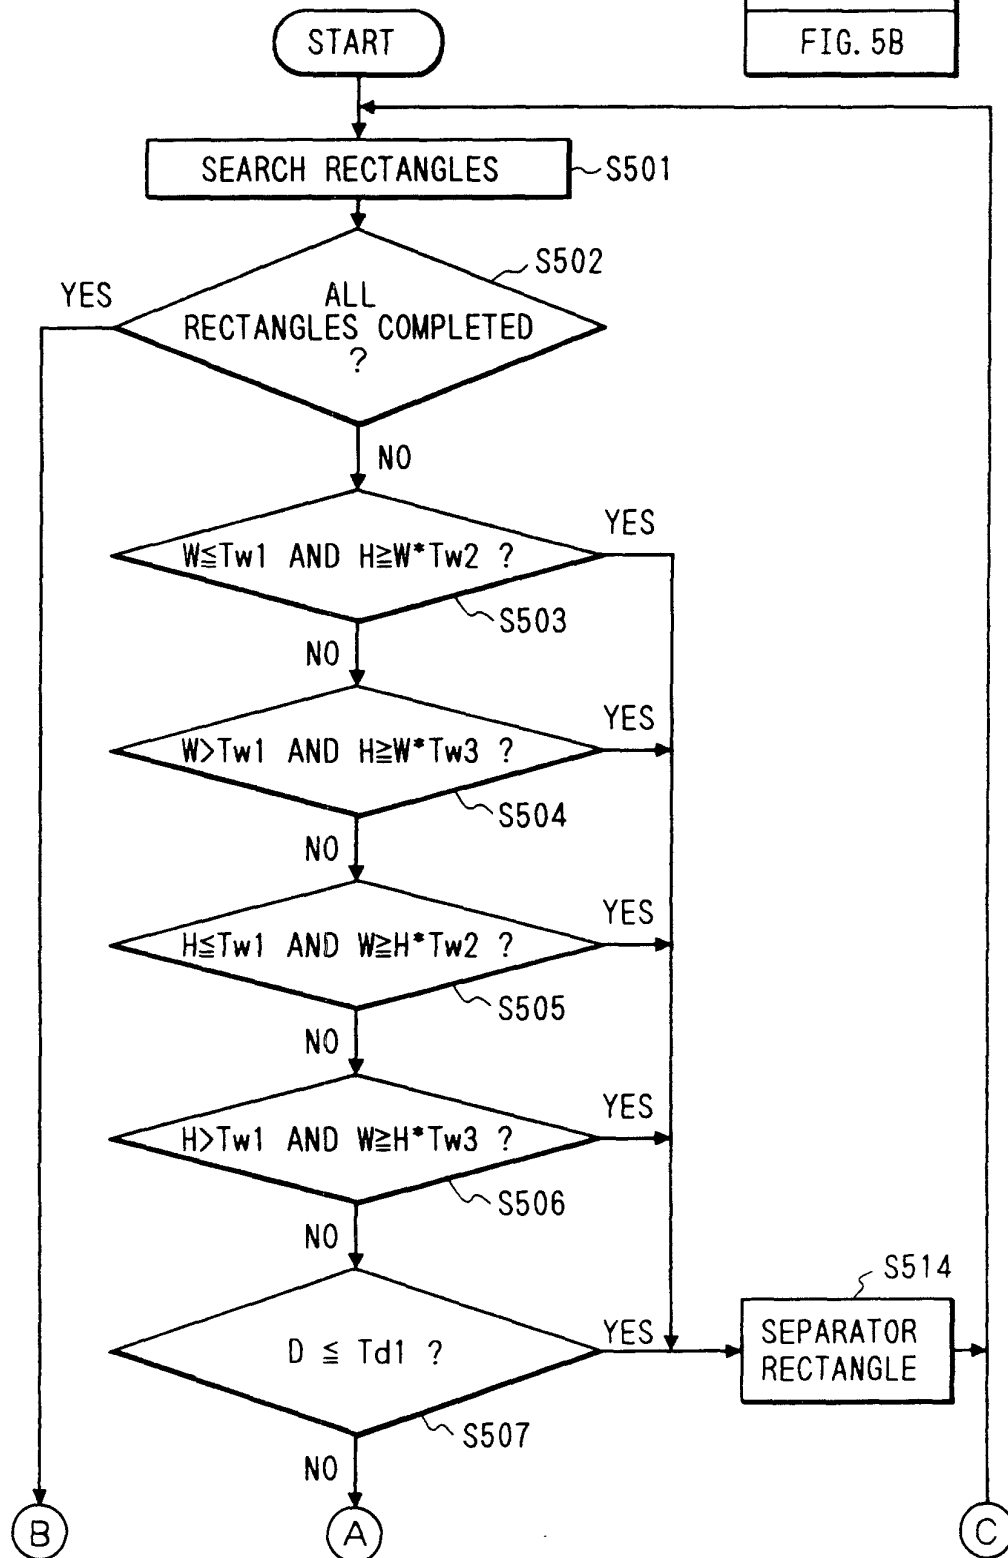 FIG. 5B
START
SEARCH RECTANGLES
S501
S502
YES
ALL
RECTANGLES COMPLETED
?
NO
YES
W≦Tw1 AND H≧W*Tw2 ?
S503
NO
YES
W>Tw1 AND H≧W*Tw3 ?
S504
NO
YES
H≦Tw1 AND W≧H*Tw2 ?
S505
NO
YES
H>Tw1 AND W≧H*Tw3 ?
S506
NO
S514
YES
D ≦ Td1 ?
SEPARATOR
RECTANGLE
S507
NO
B
A
C